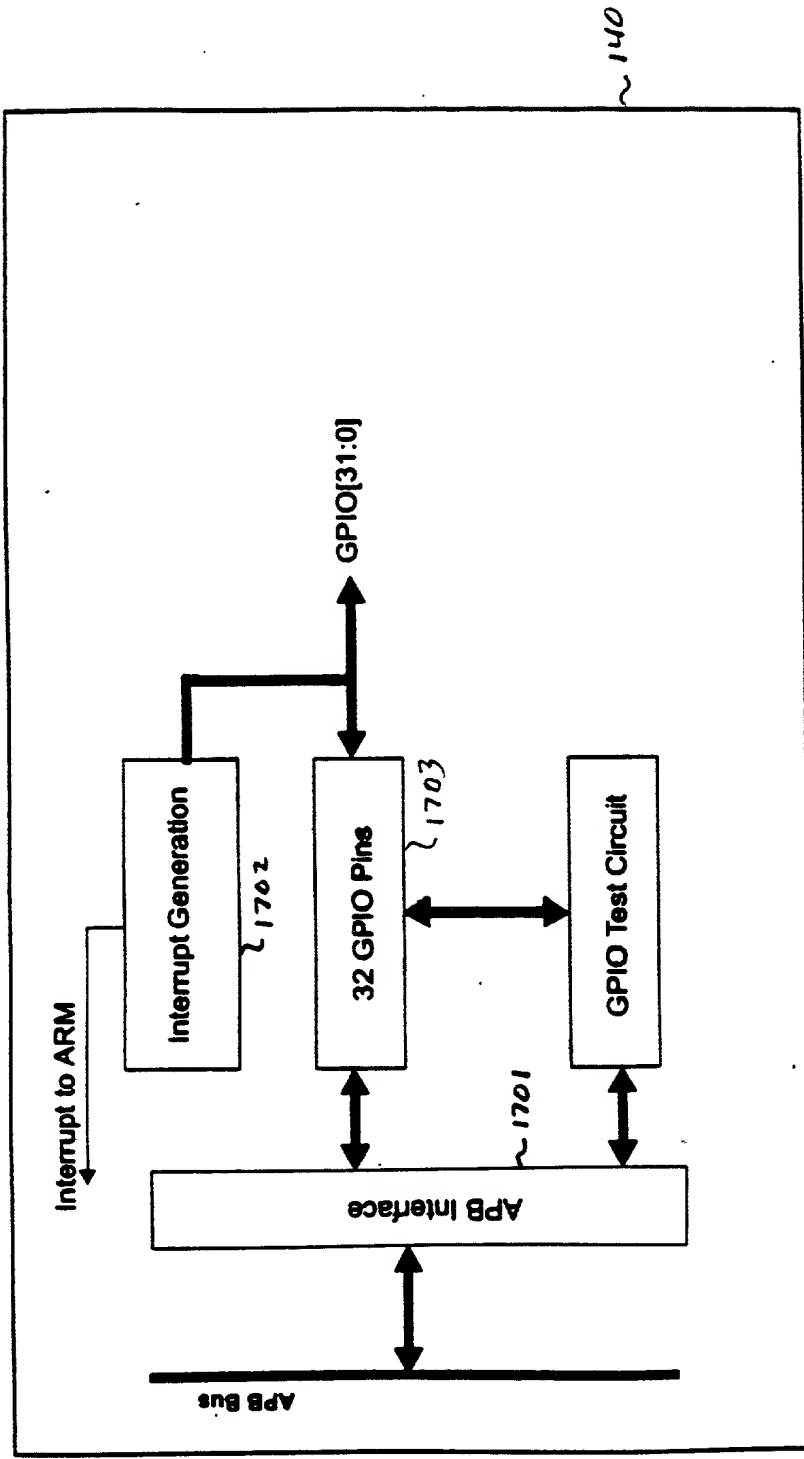 140
Interrupt to ARM
Interrupt Generation
1702
GPIO[31:0]
32 GPIO Pins
1703
GPIO Test Circuit
APB Interface
1701
APB Bus